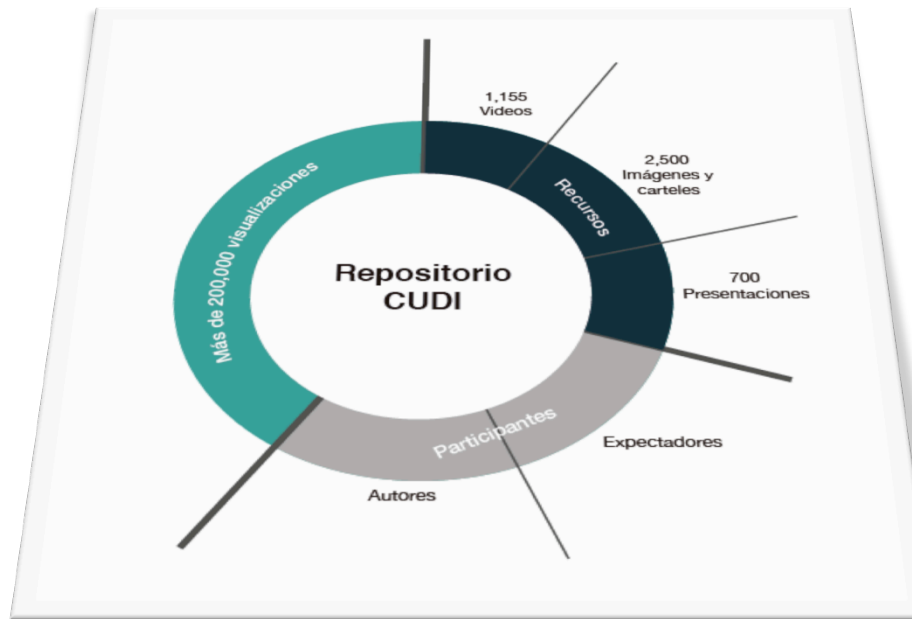 Repositorio
CUDI
1,155
Videos
2,500
Imágenes y
carteles
Recursos
700
Presentaciones
Expectadores
Participantes
Autores
Más de 200,000 visualizaciones